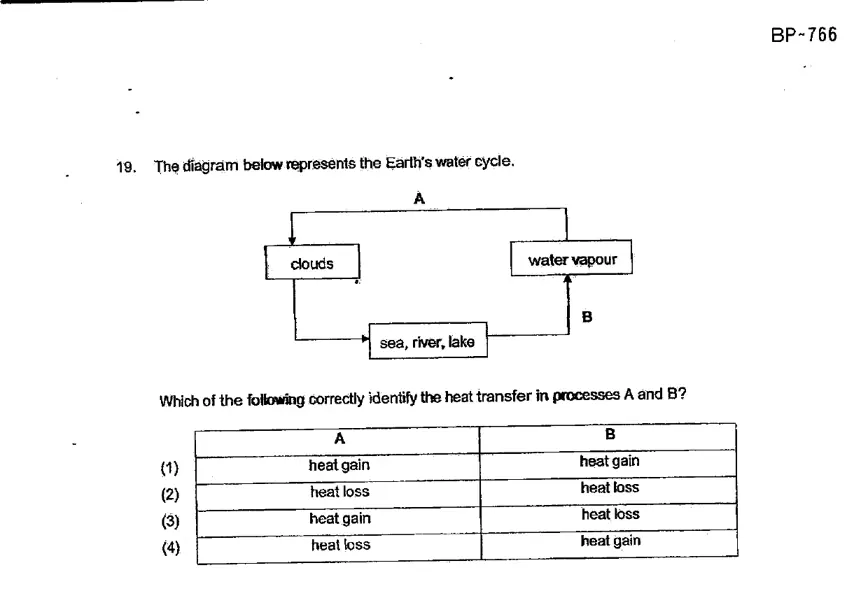 BP-766
19. The diagram below represents the Earth's water cycle.
A
clouds
water vapour
B
sea, river, lake
Which of the following correctly identify the heat transfer in processes A and B?
A B
(1) heat gain heat gain
(2) heat loss heat loss
(3) heat gain heat loss
(4) heat loss heat gain